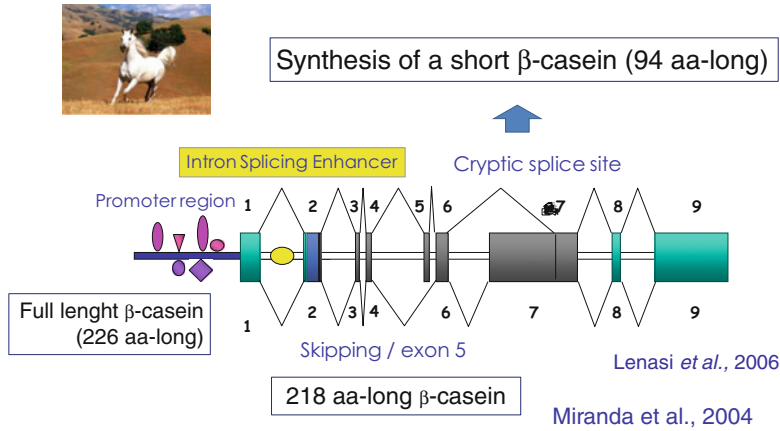 Synthesis of a short β-casein (94 aa-long)
Intron Splicing Enhancer
Cryptic splice site
Promoter region
1 2 3 4 5 6 7 8 9
Full lenght β-casein
(226 aa-long)
1 2 3 4 6 7 8 9
Skipping / exon 5
Lenasi et al., 2006
218 aa-long β-casein
Miranda et al., 2004